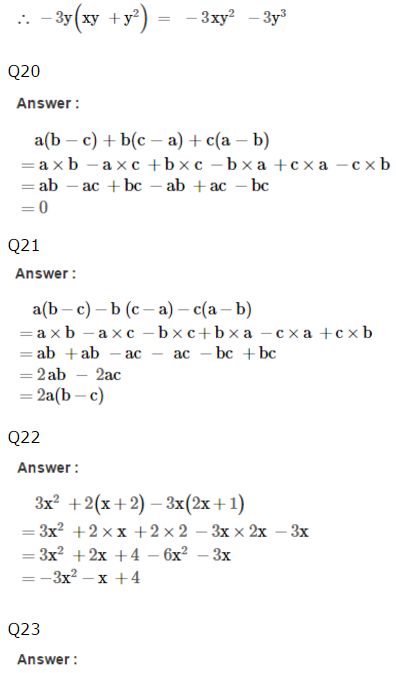 ∴ −3y(xy + y²) = −3xy² −3y³
Q20
Answer :
a(b − c) + b(c − a) + c(a − b)
= a × b − a × c + b × c − b × a + c × a − c × b
= ab − ac + bc − ab + ac − bc
= 0
Q21
Answer :
a(b − c) − b (c − a) − c(a − b)
= a × b − a × c − b × c + b × a − c × a + c × b
= ab + ab − ac − ac − bc + bc
= 2ab − 2ac
= 2a(b − c)
Q22
Answer :
3x² + 2(x + 2) − 3x(2x + 1)
= 3x² + 2 × x + 2 × 2 − 3x × 2x − 3x
= 3x² + 2x + 4 − 6x² − 3x
= −3x² − x + 4
Q23
Answer :